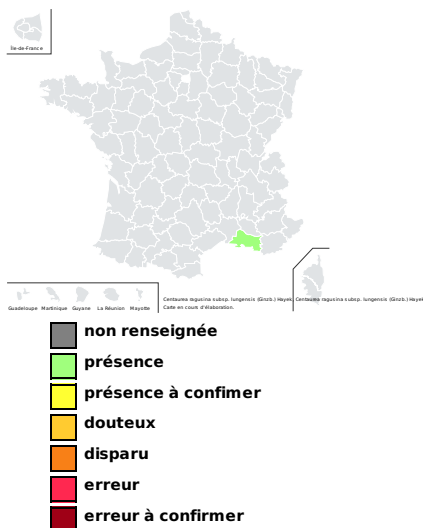 Île-de-France
Guadeloupe Martinique Guyane La Réunion Mayotte
Centaurea ragusina subsp. lungensis (Ginzb.) Hayek, Centaurea ragusina subsp. lungensis (Ginzb.) Hayek
Carte en cours d'élaboration.
non renseignée
présence
présence à confimer
douteux
disparu
erreur
erreur à confirmer